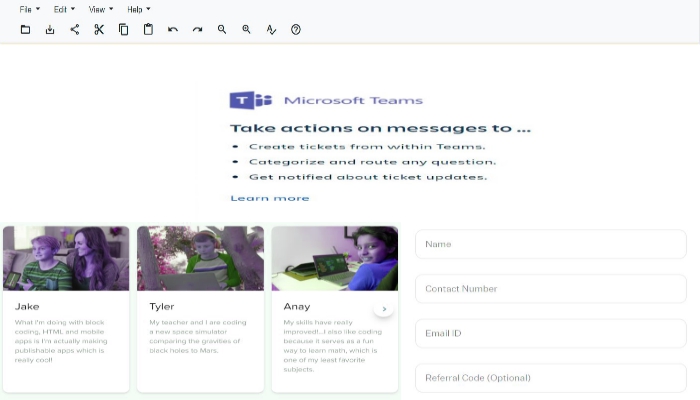 File Edit View Help
Microsoft Teams
Take actions on messages to ...
Create tickets from within Teams.
Categorize and route any question.
Get notified about ticket updates.
Learn more
Jake
What I'm doing with block
coding, HTML and mobile
apps is I'm actually making
publishable apps which is
really cool!
Tyler
My teacher and I are coding
a new space simulator
comparing the gravities of
black holes to Mars.
Anay
My skills have really
improved!...I also like coding
because it serves as a fun
way to learn math, which is
one of my least favorite
subjects.
Name
Contact Number
Email ID
Referral Code (Optional)